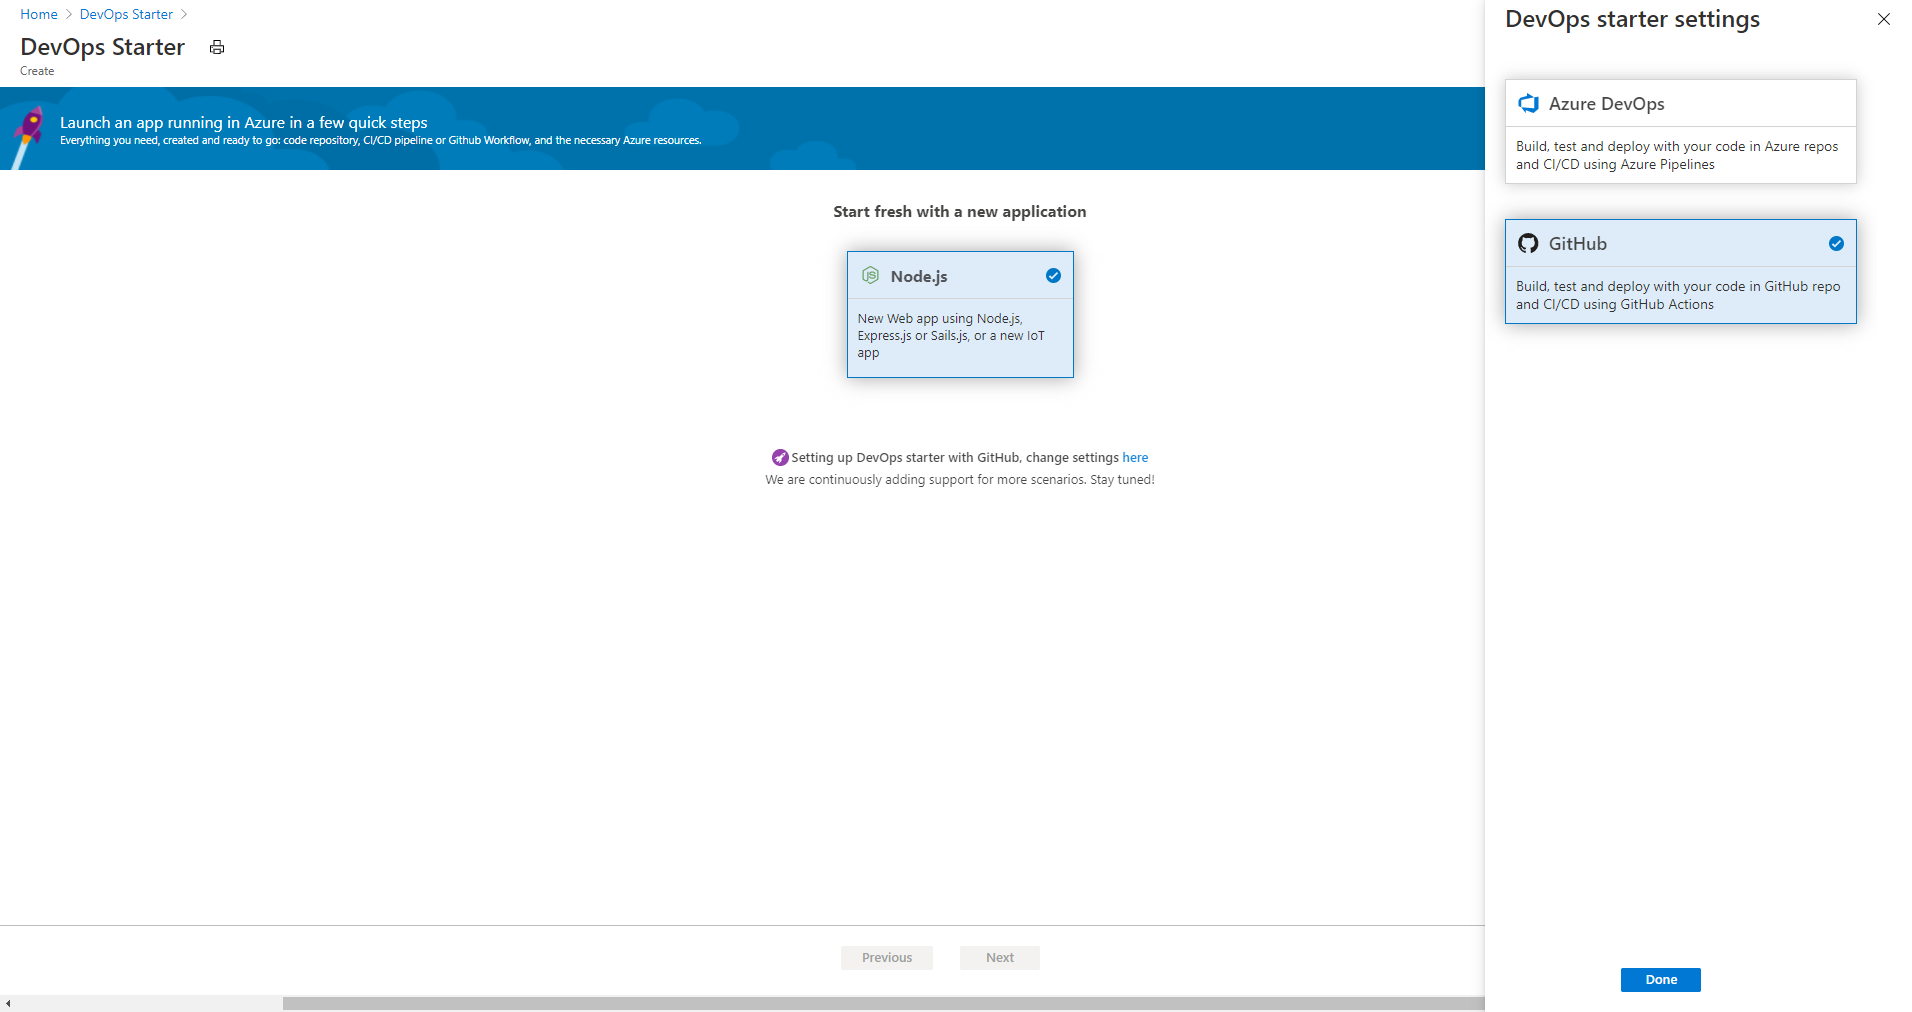 Home > DevOps Starter >
DevOps Starter
Create
Launch an app running in Azure in a few quick steps
Everything you need, created and ready to go: code repository, CI/CD pipeline or Github Workflow, and the necessary Azure resources.
Start fresh with a new application
JS Node.js
New Web app using Node.js,
Express.js or Sails.js, or a new IoT
app
Setting up DevOps starter with GitHub, change settings here
We are continuously adding support for more scenarios. Stay tuned!
Previous
Next
DevOps starter settings
Azure DevOps
Build, test and deploy with your code in Azure repos
and CI/CD using Azure Pipelines
GitHub
Build, test and deploy with your code in GitHub repo
and CI/CD using GitHub Actions
Done